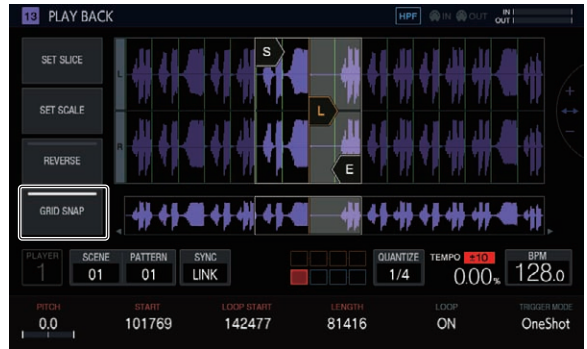 13 PLAY BACK HPF IN OUT IN OUT
SET SLICE
SET SCALE
REVERSE
GRID SNAP
L
R
S
L
E
PLAYER 1
SCENE 01
PATTERN 01
SYNC LINK
QUANTIZE 1/4
TEMPO ±10 0.00%
BPM 128.0
PITCH START LOOP START LENGTH LOOP TRIGGER MODE
0.0 101769 142477 81416 ON OneShot